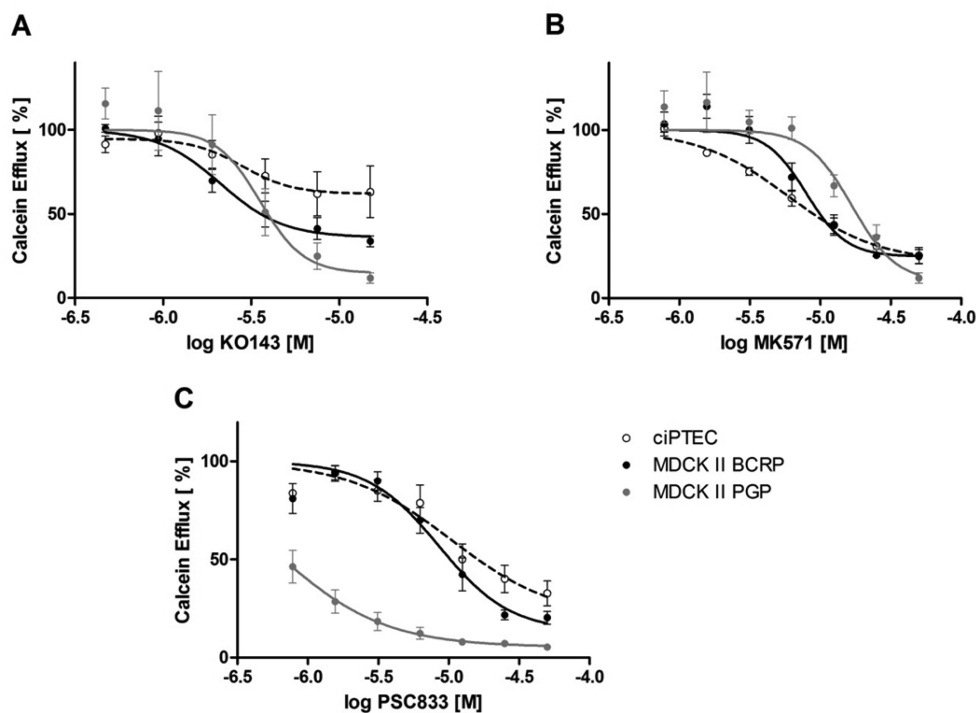 A
Calcein Efflux [ %]
100
50
0
-6.5 -6.0 -5.5 -5.0 -4.5
log KO143 [M]
B
Calcein Efflux [ %]
100
50
0
-6.5 -6.0 -5.5 -5.0 -4.5 -4.0
log MK571 [M]
C
Calcein Efflux [ %]
100
50
0
-6.5 -6.0 -5.5 -5.0 -4.5 -4.0
log PSC833 [M]
ciPTEC
MDCK II BCRP
MDCK II PGP